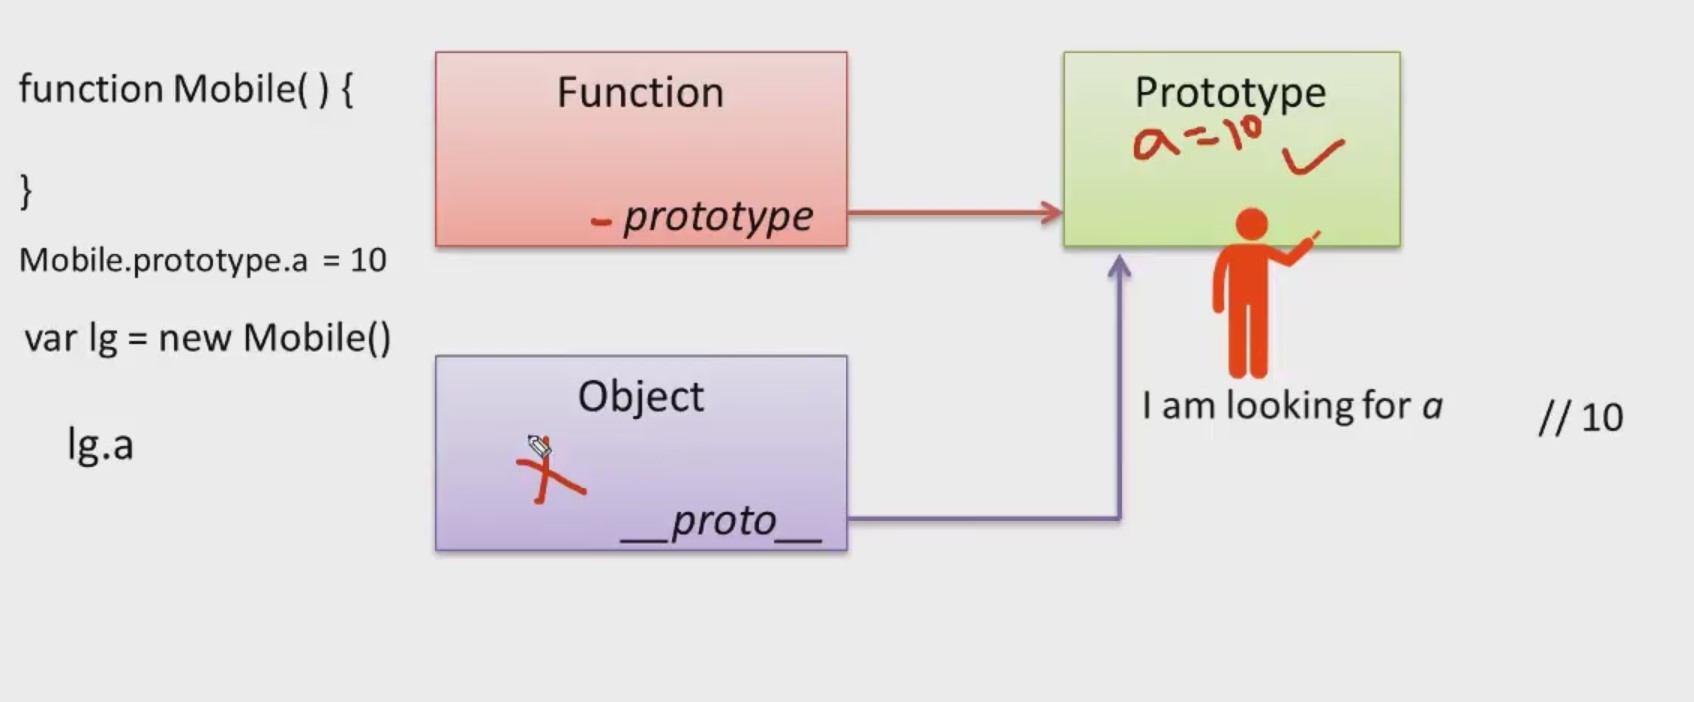 function Mobile( ) {
}
Mobile.prototype.a = 10
var lg = new Mobile()
lg.a
Function
prototype
Prototype
a=10
Object
__proto__
I am looking for a
// 10